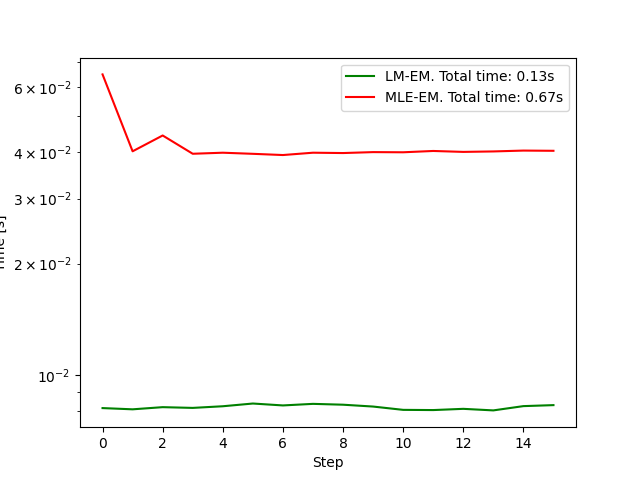 LM-EM. Total time: 0.13s
MLE-EM. Total time: 0.67s
6 × 10⁻²
4 × 10⁻²
3 × 10⁻²
2 × 10⁻²
10⁻²
[s]
0 2 4 6 8 10 12 14
Step